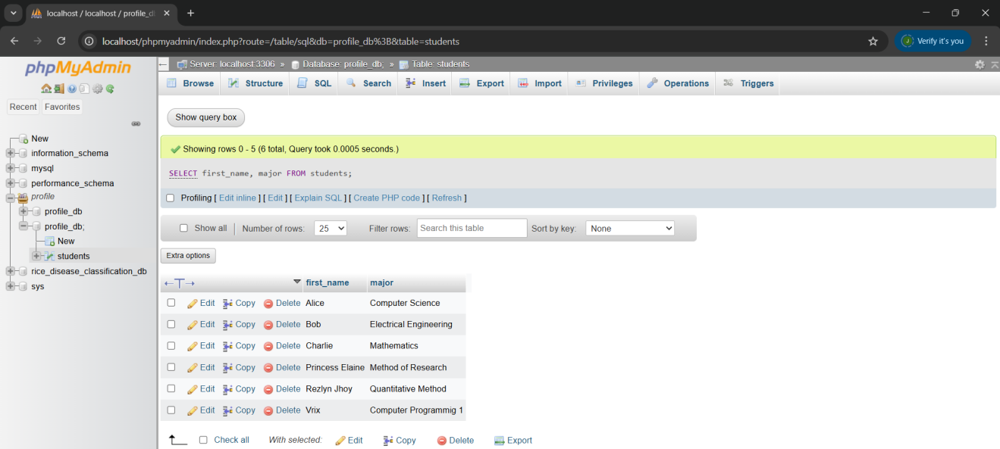 localhost / localhost / profile_d
localhost/phpmyadmin/index.php?route=/table/sql&db=profile_db%3B&table=students
Verify it's you
phpMyAdmin
Server: localhost:3306 » Database: profile_db; » Table: students
Browse Structure SQL Search Insert Export Import Privileges Operations Triggers
Recent Favorites
New
information_schema
mysql
performance_schema
profile
profile_db
profile_db;
New
students
rice_disease_classification_db
sys
Show query box
Showing rows 0 - 5 (6 total, Query took 0.0005 seconds.)
SELECT first_name, major FROM students;
Profiling [ Edit inline ] [ Edit ] [ Explain SQL ] [ Create PHP code ] [ Refresh ]
Show all Number of rows: 25 Filter rows: Search this table Sort by key: None
Extra options
first_name major
Edit Copy Delete Alice Computer Science
Edit Copy Delete Bob Electrical Engineering
Edit Copy Delete Charlie Mathematics
Edit Copy Delete Princess Elaine Method of Research
Edit Copy Delete Rezlyn Jhoy Quantitative Method
Edit Copy Delete Vrix Computer Programmig 1
Check all With selected: Edit Copy Delete Export